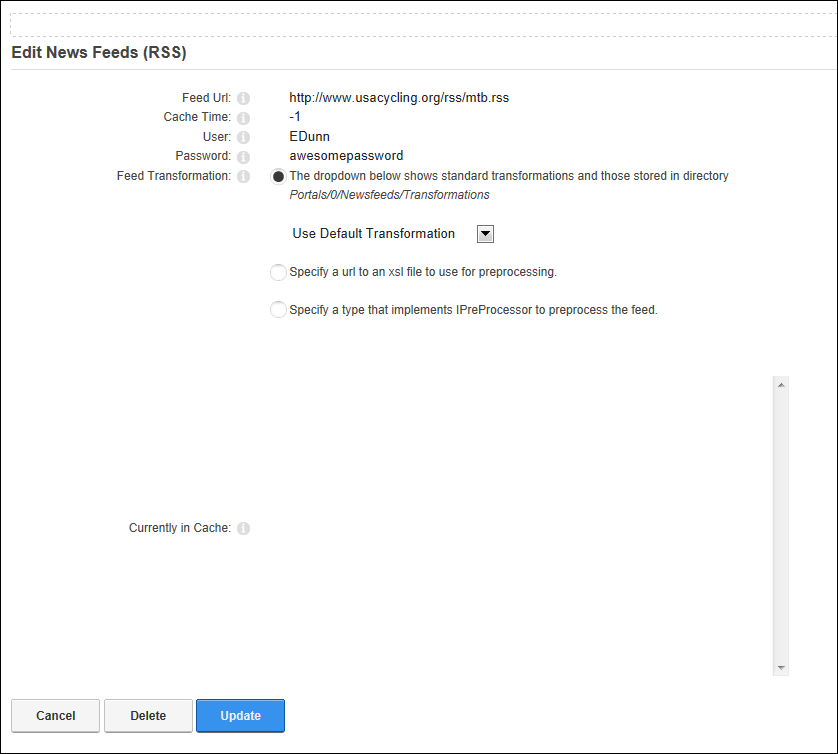 Edit News Feeds (RSS)
Feed Url: http://www.usacycling.org/rss/mtb.rss
Cache Time: -1
User: EDunn
Password: awesomepassword
Feed Transformation: The dropdown below shows standard transformations and those stored in directory
Portals/0/Newsfeeds/Transformations
Use Default Transformation
Specify a url to an xsl file to use for preprocessing.
Specify a type that implements IPreProcessor to preprocess the feed.
Currently in Cache:
Cancel Delete Update